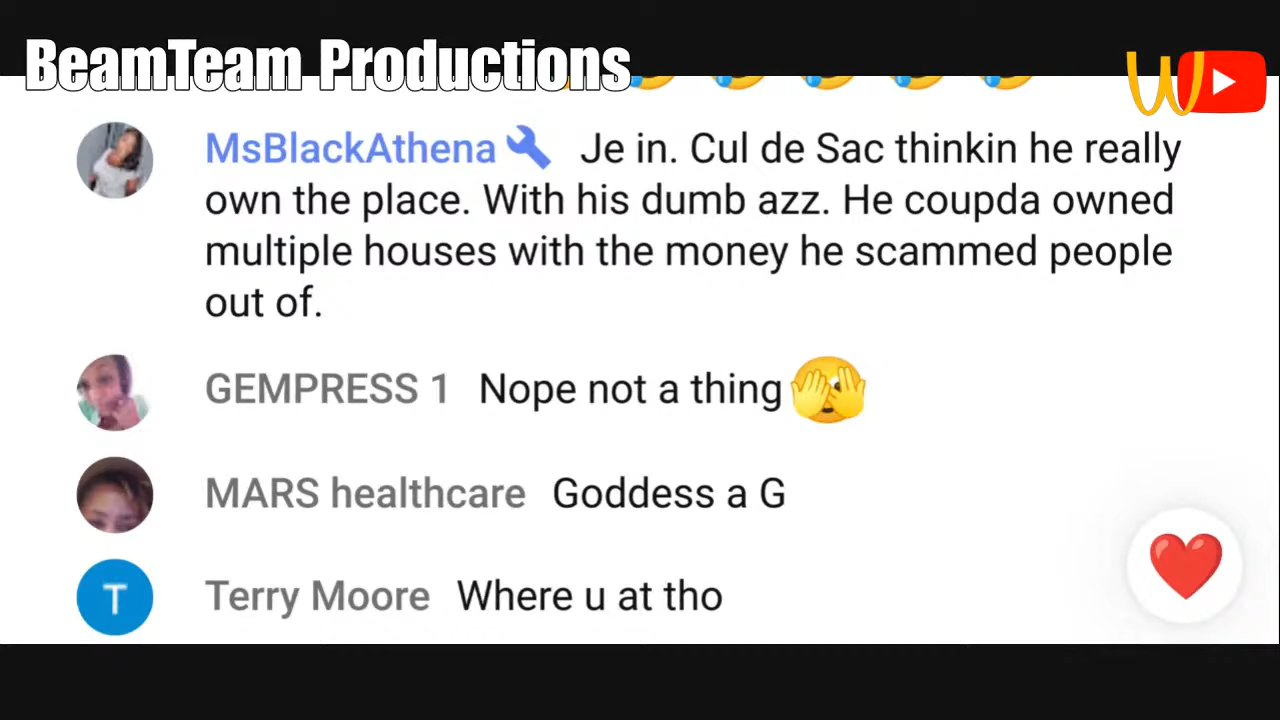 BeamTeam Productions
MsBlackAthena Je in. Cul de Sac thinkin he really
own the place. With his dumb azz. He coupda owned
multiple houses with the money he scammed people
out of.
GEMPRESS 1 Nope not a thing
MARS healthcare Goddess a G
T Terry Moore Where u at tho